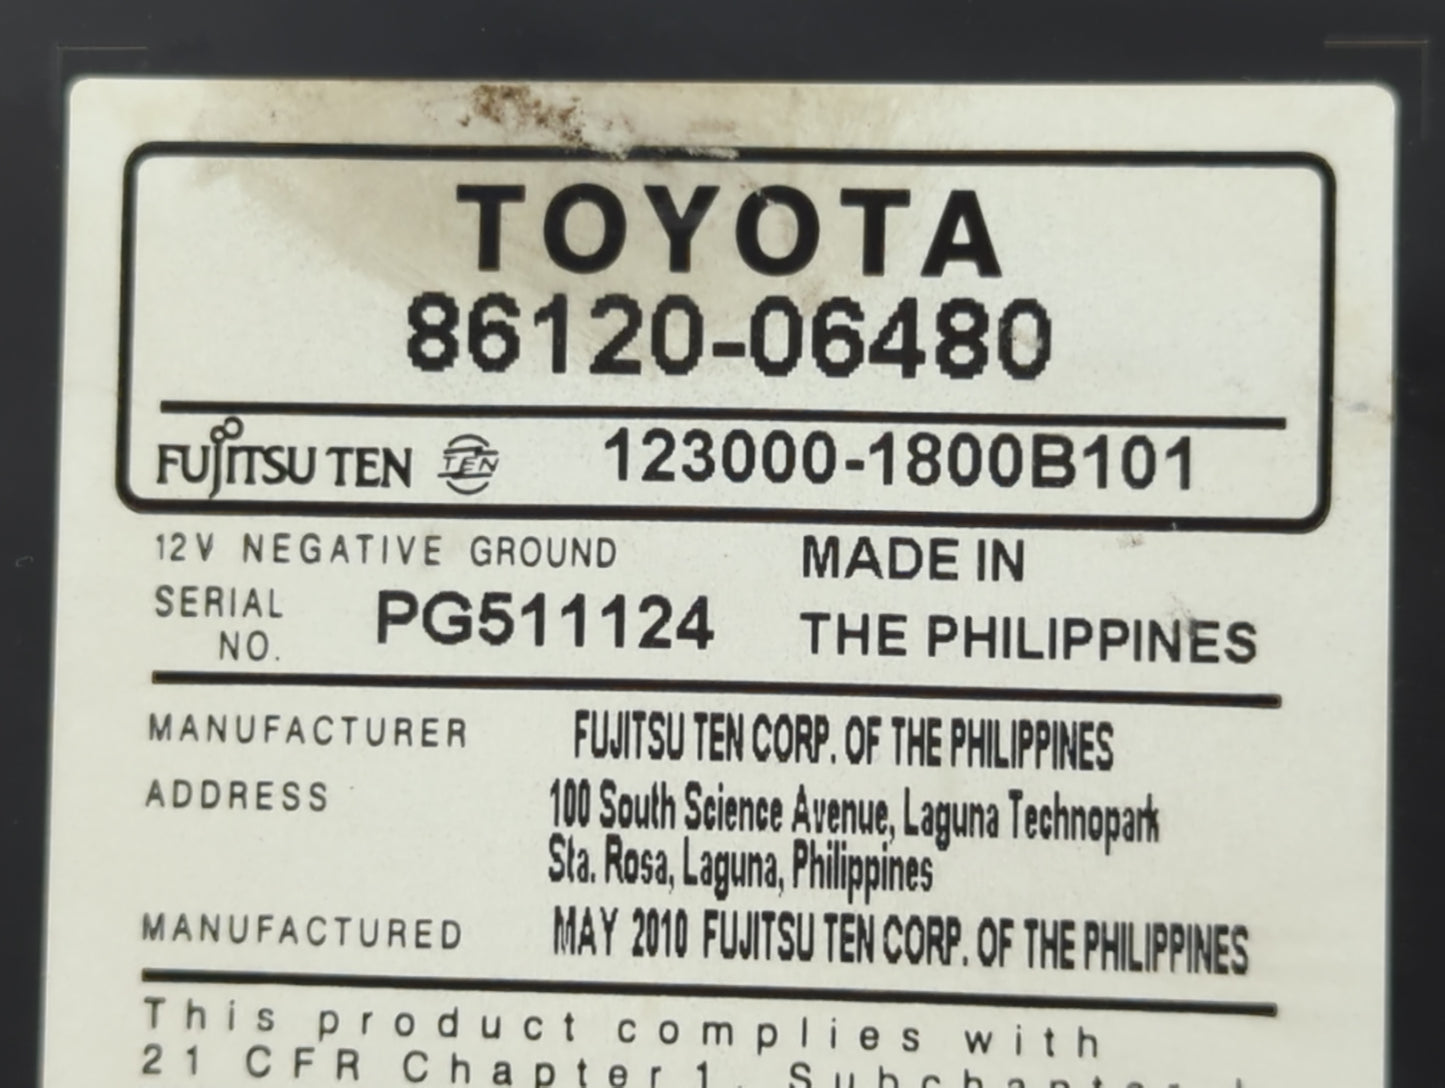 TOYOTA
86120-06480
FUJITSU TEN TEN 123000-1800B101
12V NEGATIVE GROUND MADE IN
SERIAL NO. PG511124 THE PHILIPPINES
MANUFACTURER FUJITSU TEN CORP. OF THE PHILIPPINES
ADDRESS 100 South Science Avenue, Laguna Technopark
Sta. Rosa, Laguna, Philippines
MANUFACTURED MAY 2010 FUJITSU TEN CORP. OF THE PHILIPPINES
This product complies with
21 CFR Chapter 1, Subchapter